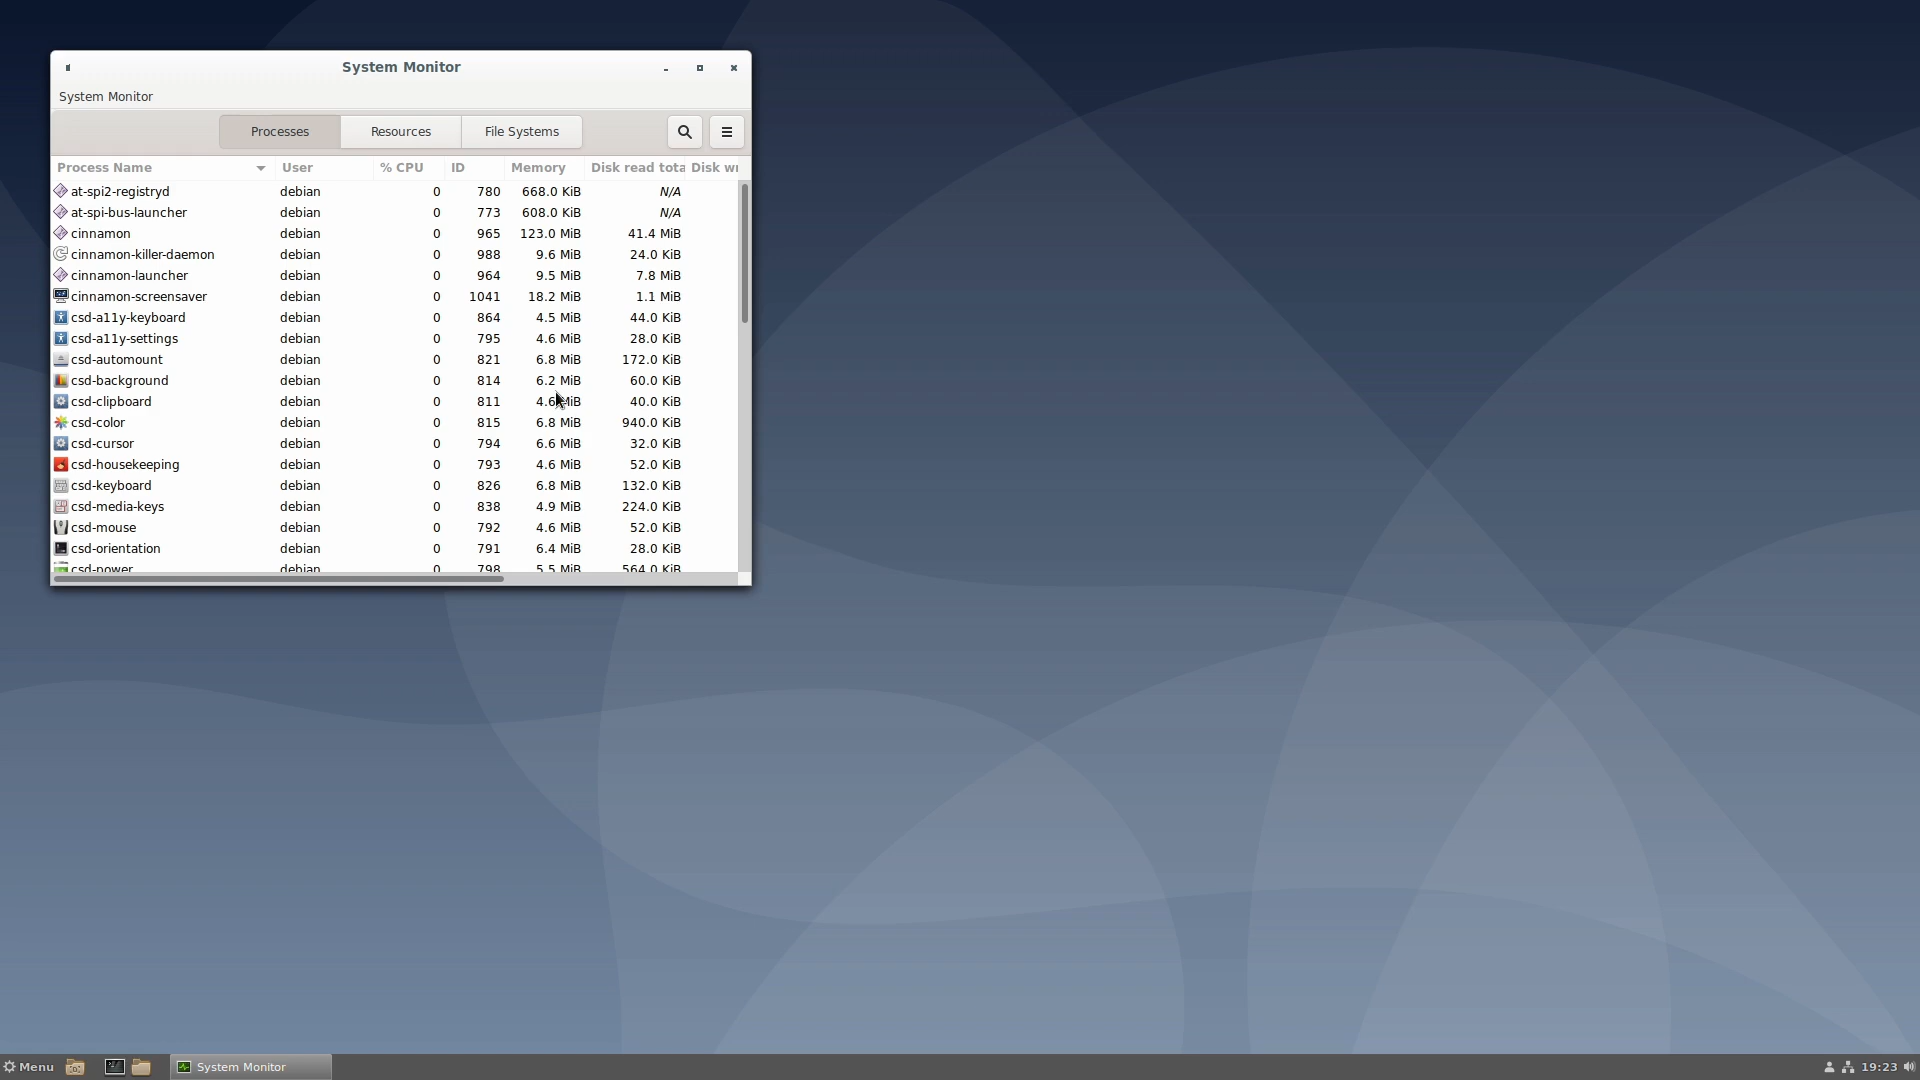 System Monitor
System Monitor
Processes Resources File Systems
Process Name User % CPU ID Memory Disk read tota Disk wr
at-spi2-registryd debian 0 780 668.0 KiB N/A
at-spi-bus-launcher debian 0 773 608.0 KiB N/A
cinnamon debian 0 965 123.0 MiB 41.4 MiB
cinnamon-killer-daemon debian 0 988 9.6 MiB 24.0 KiB
cinnamon-launcher debian 0 964 9.5 MiB 7.8 MiB
cinnamon-screensaver debian 0 1041 18.2 MiB 1.1 MiB
csd-a11y-keyboard debian 0 864 4.5 MiB 44.0 KiB
csd-a11y-settings debian 0 795 4.6 MiB 28.0 KiB
csd-automount debian 0 821 6.8 MiB 172.0 KiB
csd-background debian 0 814 6.2 MiB 60.0 KiB
csd-clipboard debian 0 811 4.6 MiB 40.0 KiB
csd-color debian 0 815 6.8 MiB 940.0 KiB
csd-cursor debian 0 794 6.6 MiB 32.0 KiB
csd-housekeeping debian 0 793 4.6 MiB 52.0 KiB
csd-keyboard debian 0 826 6.8 MiB 132.0 KiB
csd-media-keys debian 0 838 4.9 MiB 224.0 KiB
csd-mouse debian 0 792 4.6 MiB 52.0 KiB
csd-orientation debian 0 791 6.4 MiB 28.0 KiB
csd-power debian 0 798 5.5 MiB 564.0 KiB
Menu System Monitor 19:23